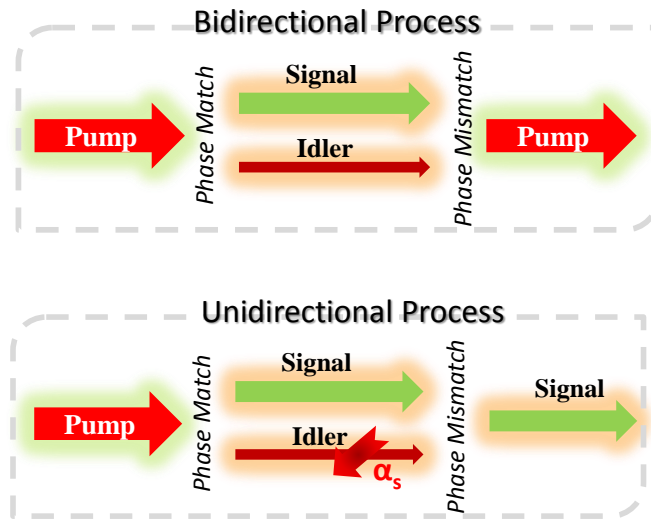 Bidirectional Process
Pump
Phase Match
Signal
Idler
Phase Mismatch
Pump
Unidirectional Process
Pump
Phase Match
Signal
Idler
αs
Phase Mismatch
Signal